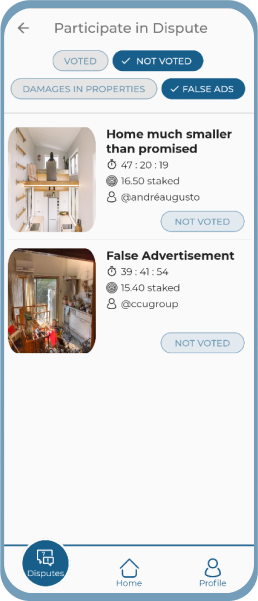 Participate in Dispute
VOTED
NOT VOTED
DAMAGES IN PROPERTIES
FALSE ADS
Home much smaller
than promised
47 : 20 : 19
16.50 staked
@andréaugusto
NOT VOTED
False Advertisement
39 : 41 : 54
15.40 staked
@ccugroup
NOT VOTED
Disputes
Home
Profile